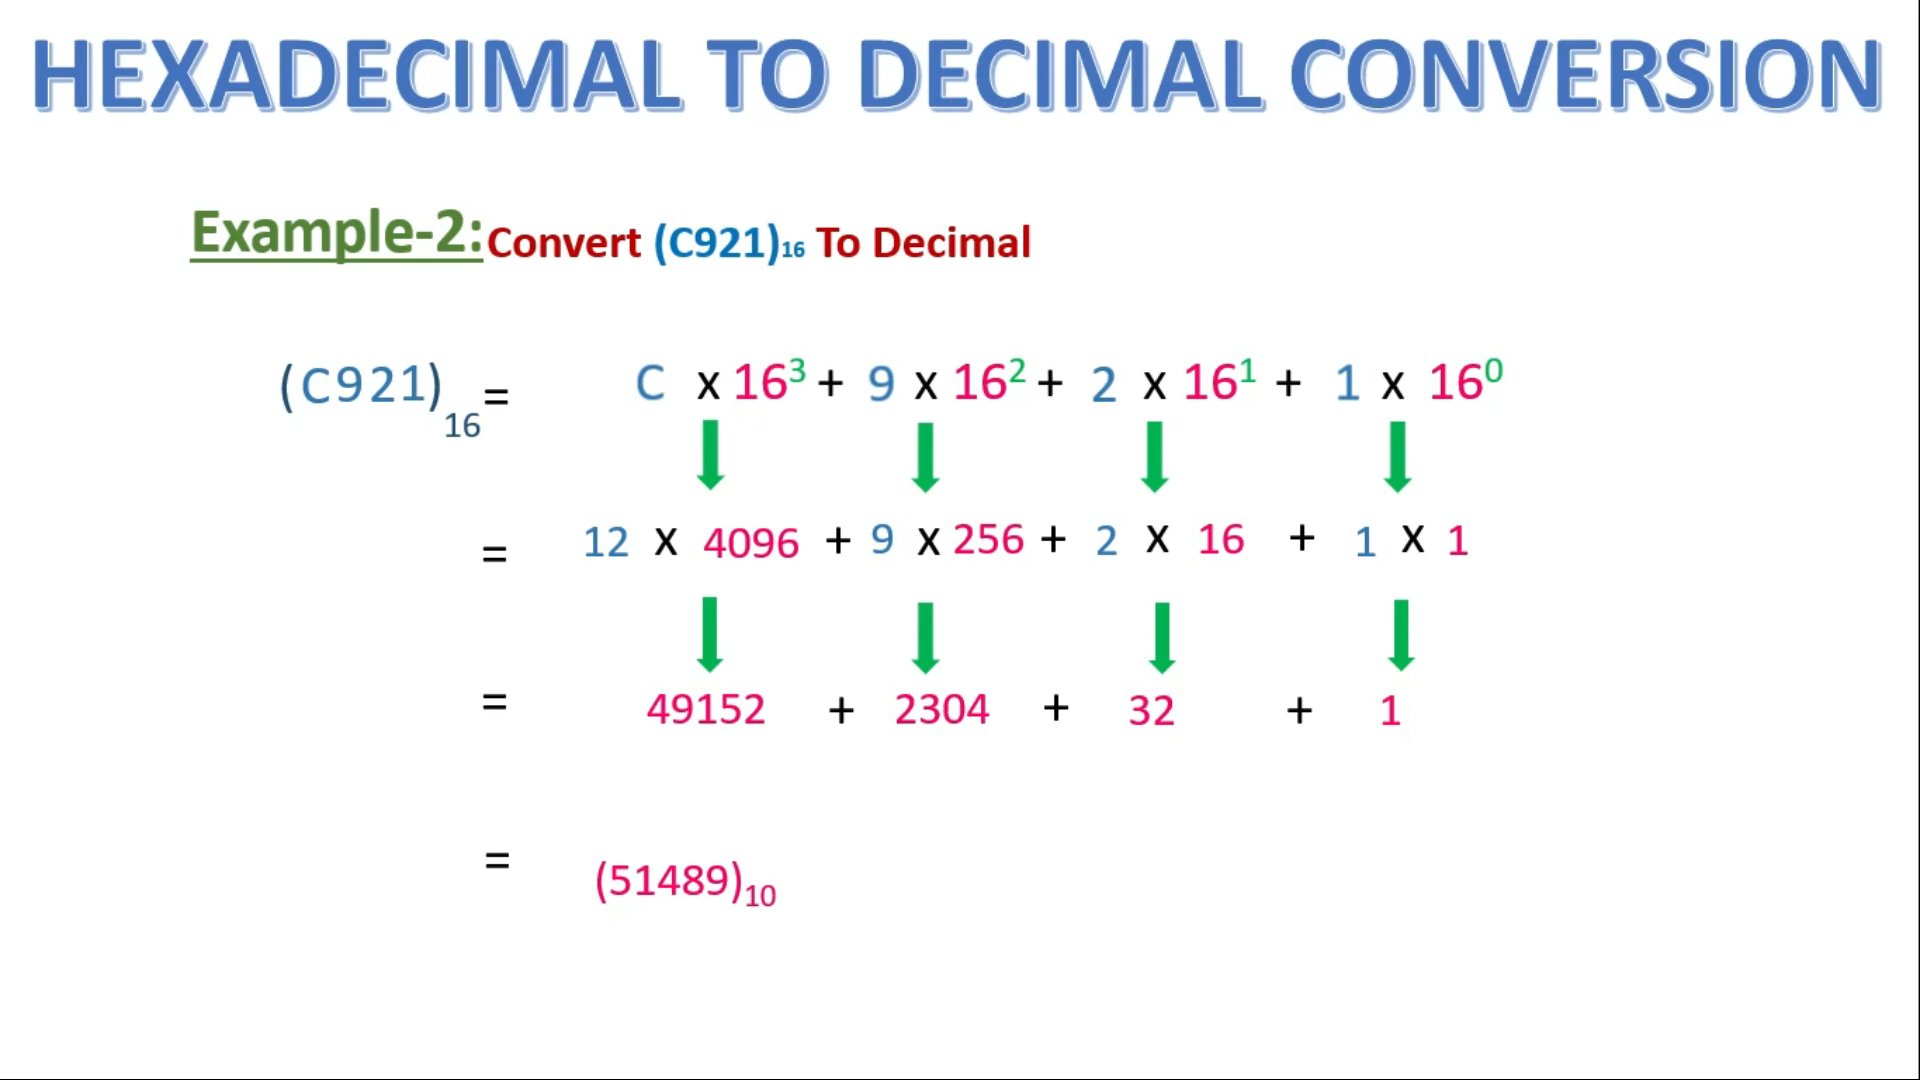 HEXADECIMAL TO DECIMAL CONVERSION
Example-2: Convert (C921)₁₆ To Decimal
(C921)₁₆ = C x 16³ + 9 x 16² + 2 x 16¹ + 1 x 16⁰
= 12 x 4096 + 9 x 256 + 2 x 16 + 1 x 1
= 49152 + 2304 + 32 + 1
= (51489)₁₀